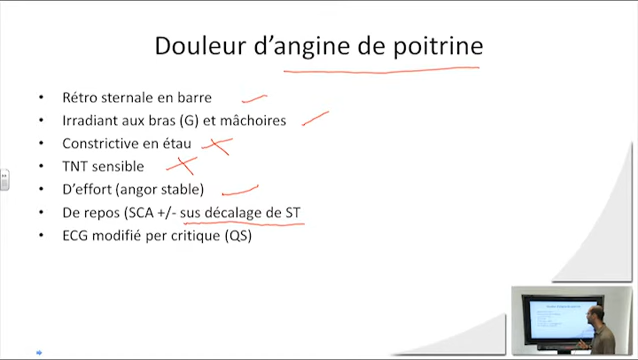 Douleur d'angine de poitrine
• Rétro sternale en barre
• Irradiant aux bras (G) et mâchoires
• Constrictive en étau
• TNT sensible
• D'effort (angor stable)
• De repos (SCA +/- sus décalage de ST
• ECG modifié per critique (QS)